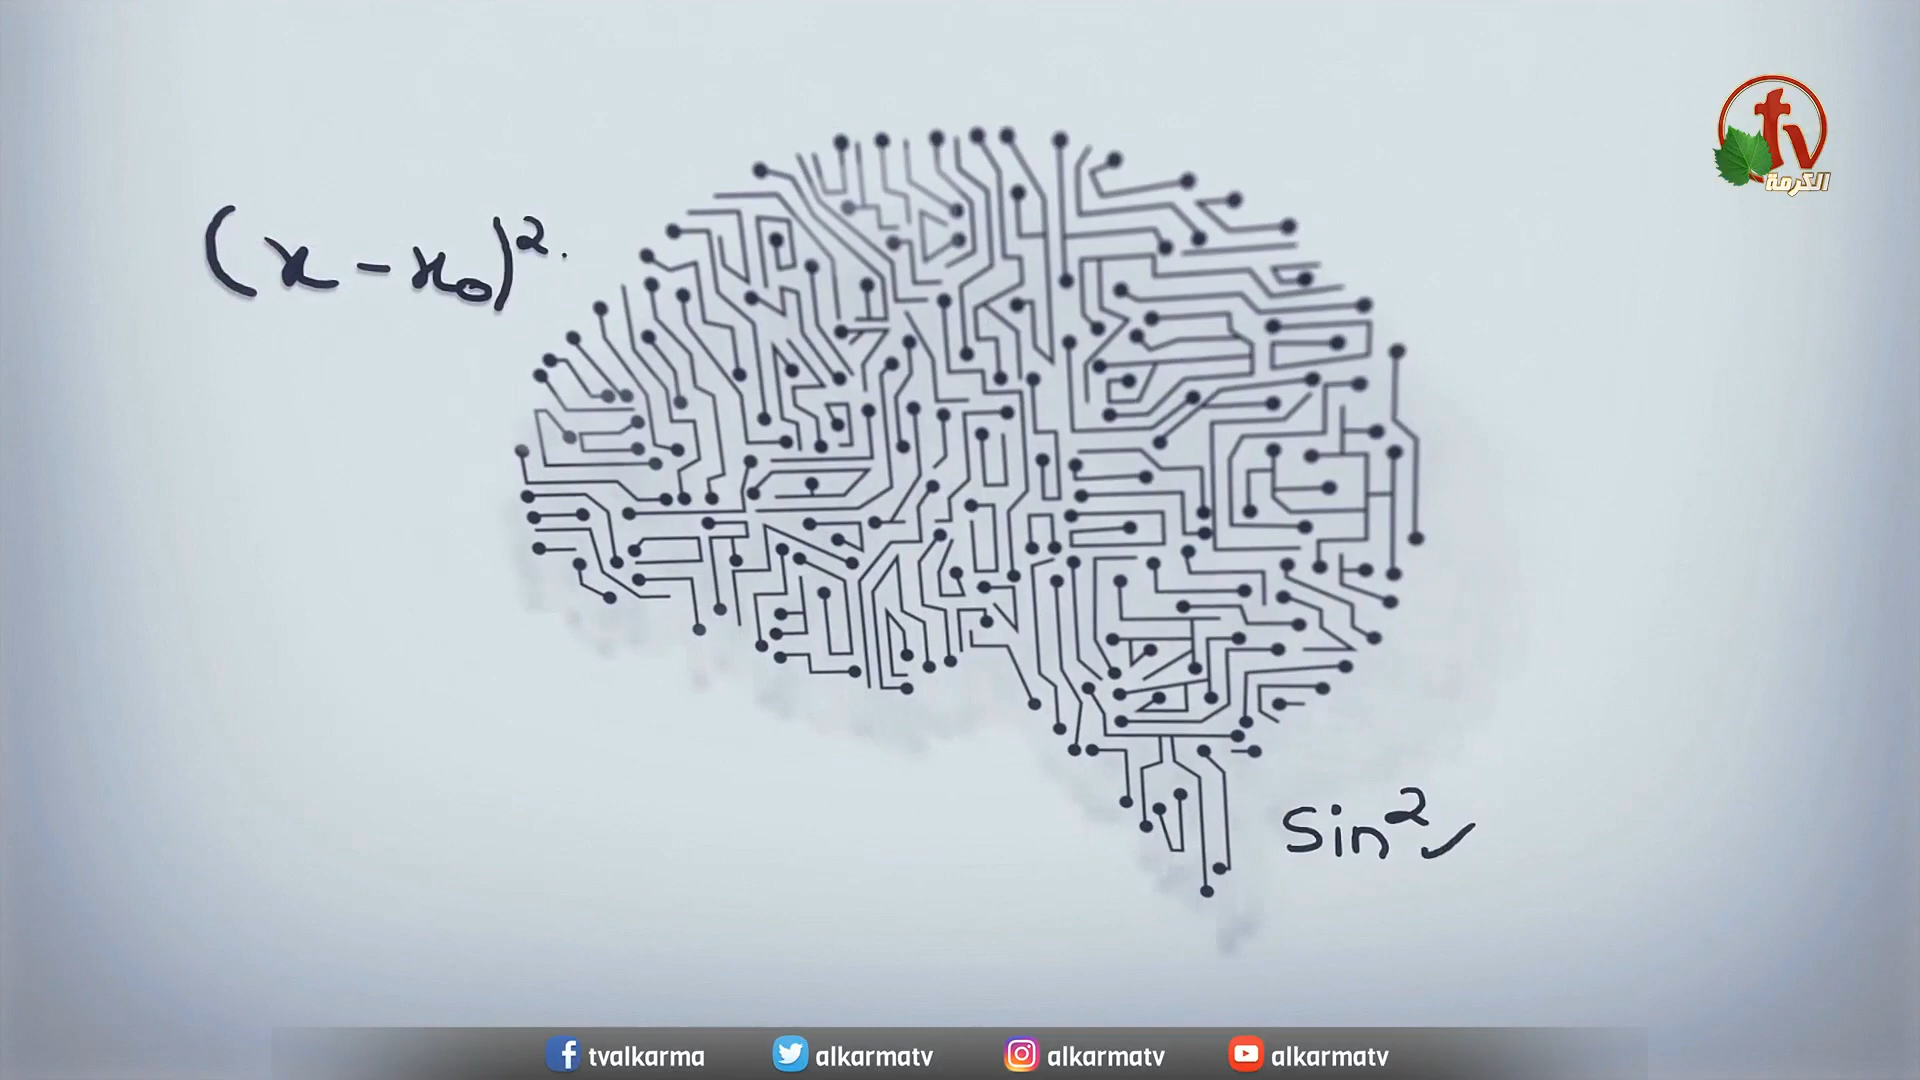 tv
الكرمة
(x - x₀)².
sin²
tvalkarma
alkarmatv
alkarmatv
alkarmatv